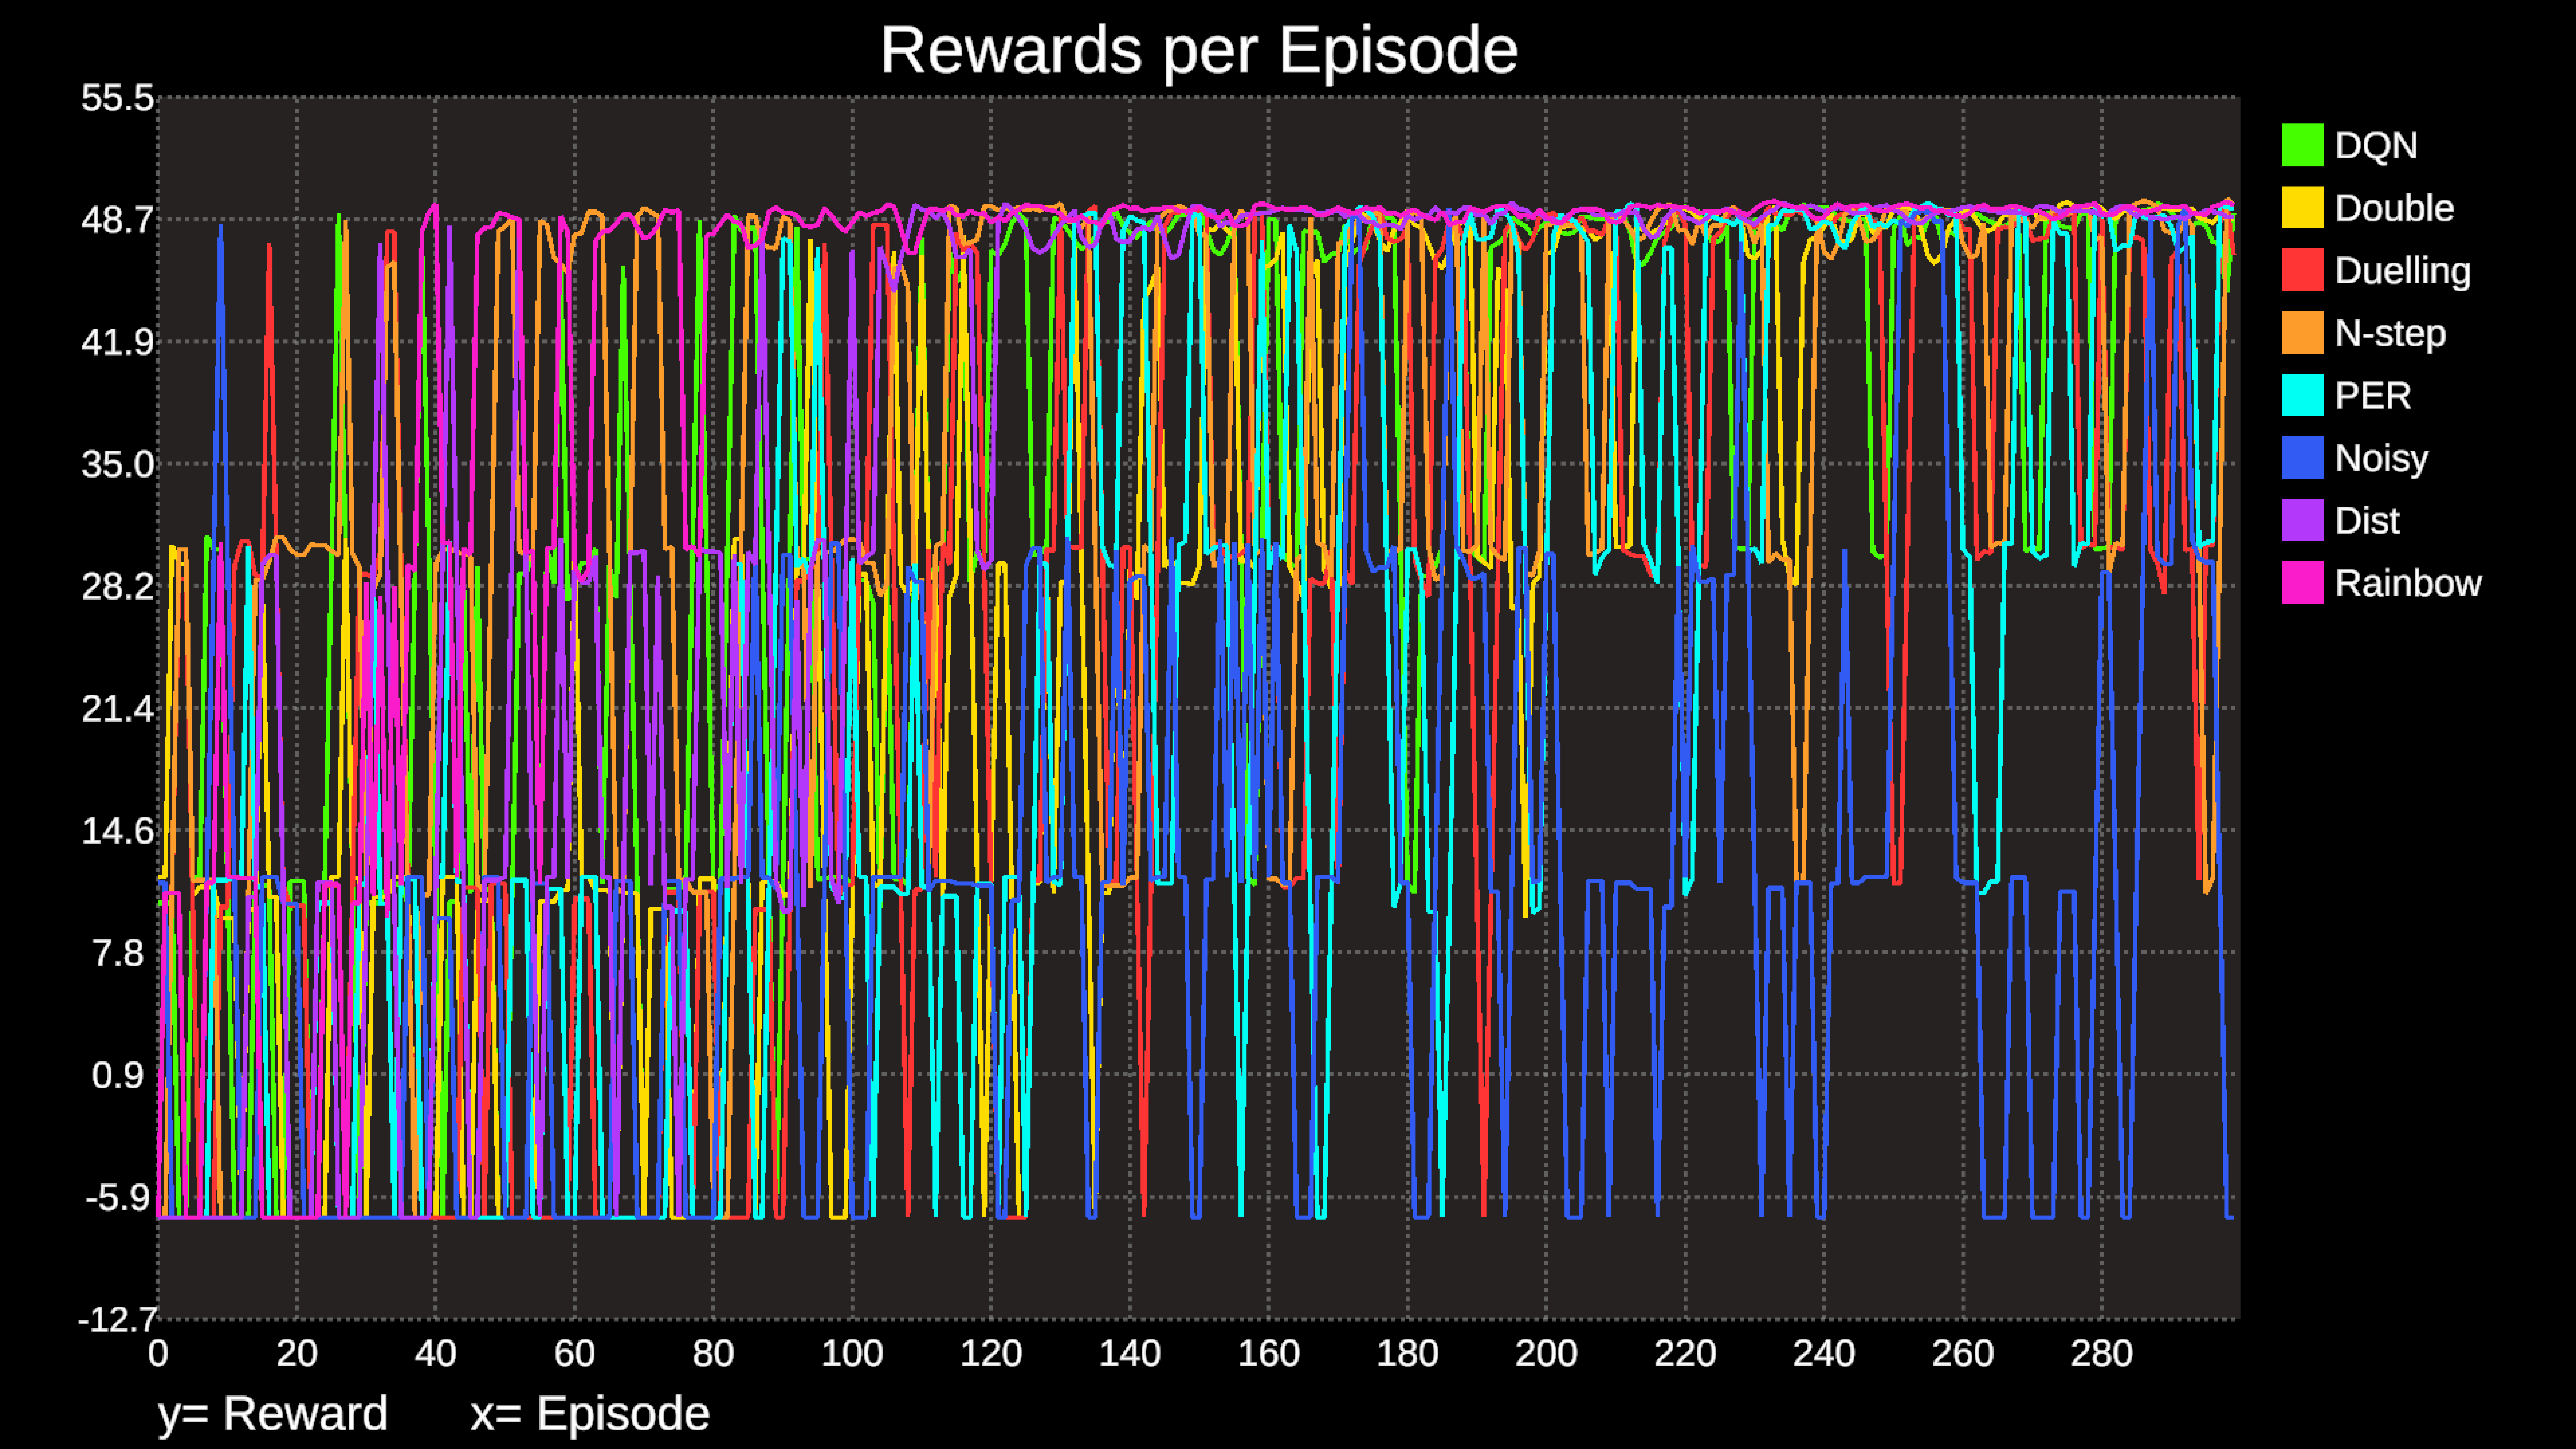 Rewards per Episode
55.5
48.7
41.9
35.0
28.2
21.4
14.6
7.8
0.9
-5.9
-12.7
0 20 40 60 80 100 120 140 160 180 200 220 240 260 280
y= Reward x= Episode
DQN
Double
Duelling
N-step
PER
Noisy
Dist
Rainbow